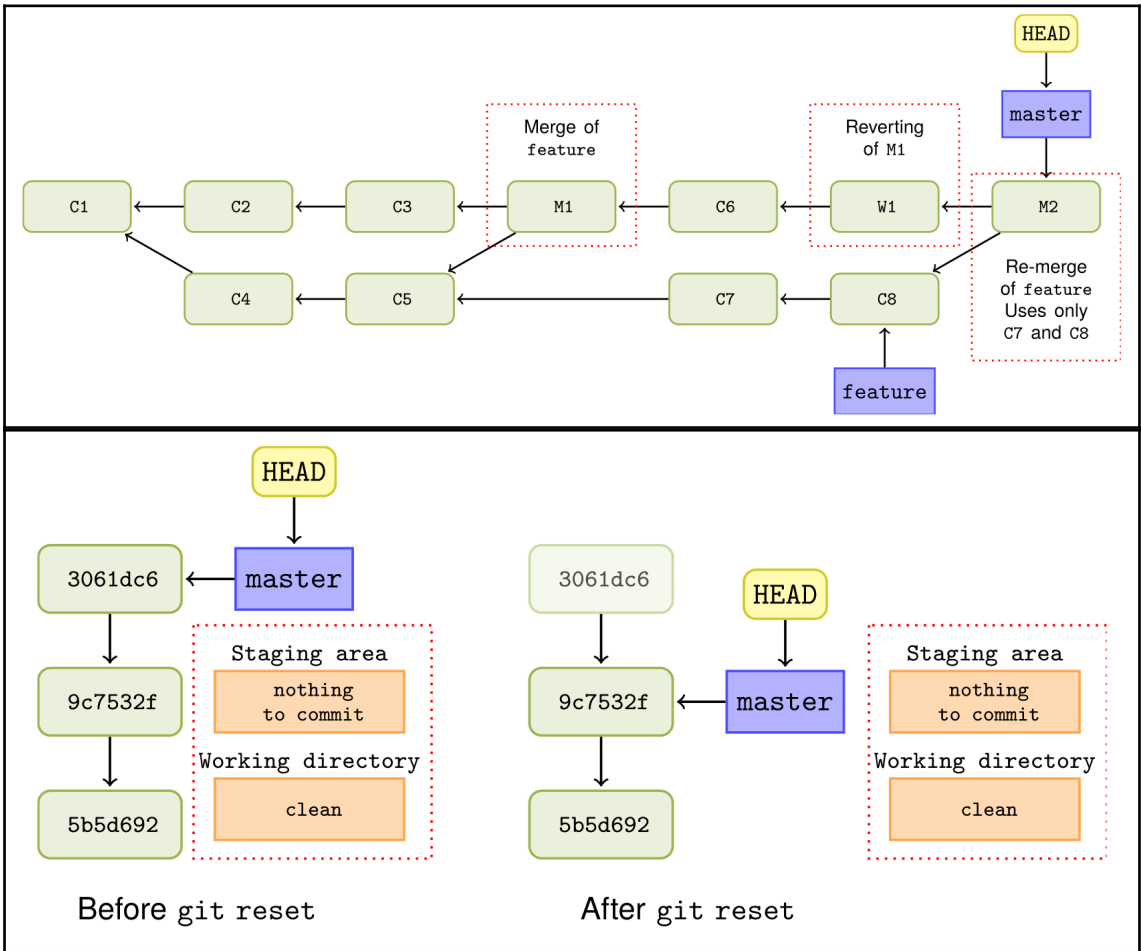 HEAD
master
Merge of
feature
Reverting
of M1
C1
C2
C3
M1
C6
W1
M2
C4
C5
C7
C8
Re-merge
of feature
Uses only
C7 and C8
feature
HEAD
3061dc6
master
Staging area
9c7532f
nothing
to commit
Working directory
5b5d692
clean
Before git reset
3061dc6
HEAD
Staging area
9c7532f
master
nothing
to commit
Working directory
5b5d692
clean
After git reset